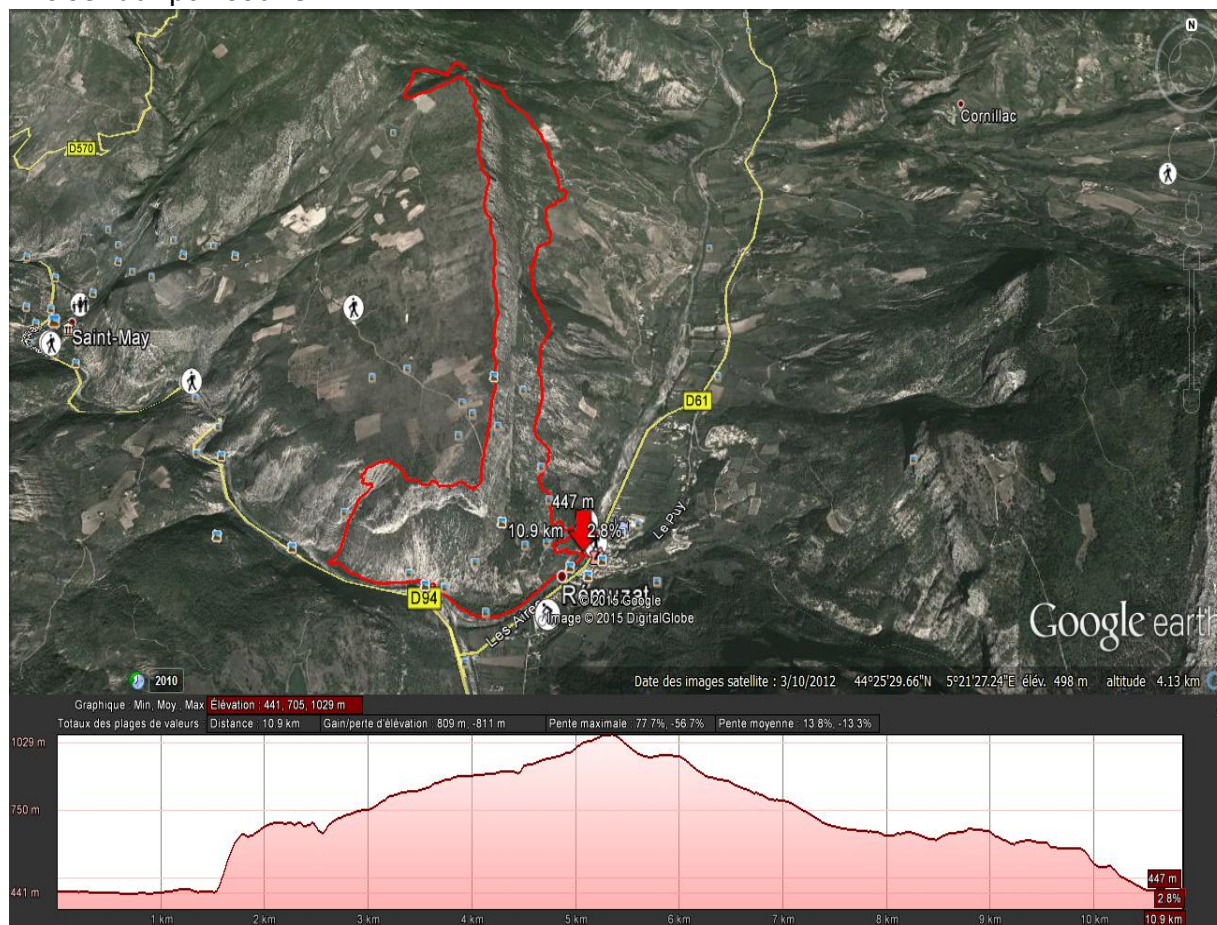 N
Cornillac
D570
Saint-May
D61
447 m
10.9 km 2.8%
Le Puy
Rémuzat
D94
Les Aires
© 2015 Google
Image © 2015 DigitalGlobe
Google earth
2010
Date des images satellite : 3/10/2012 44°25'29.66"N 5°21'27.24"E élév. 498 m altitude 4.13 km
Graphique : Min, Moy., Max Élévation : 441, 705, 1029 m
Totaux des plages de valeurs : Distance : 10.9 km Gain/perte d'élévation : 809 m, -811 m Pente maximale : 77.7%, -56.7% Pente moyenne : 13.8%, -13.3%
1029 m
750 m
441 m
447 m
2.8%
1 km 2 km 3 km 4 km 5 km 6 km 7 km 8 km 9 km 10 km 10.9 km